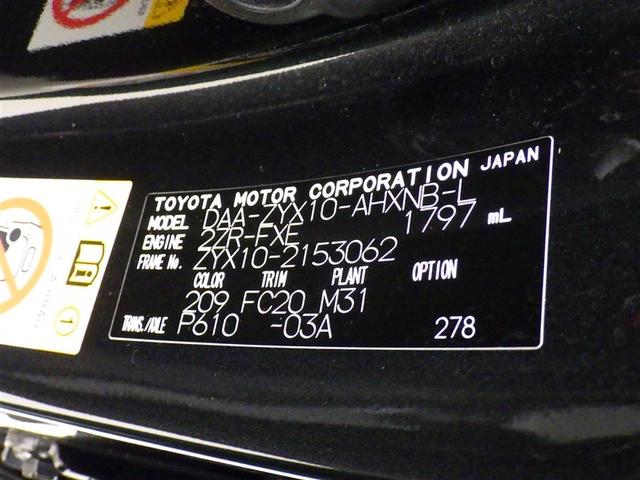 TOYOTA MOTOR CORPORATION JAPAN
MODEL DAA-ZYX10-AHXNB-L
ENGINE 2ZR-FXE 1797 mL
FRAME No. ZYX10-2153062
COLOR TRIM PLANT OPTION
209 FC20 M31
TRANS./AXLE P610 -03A 278